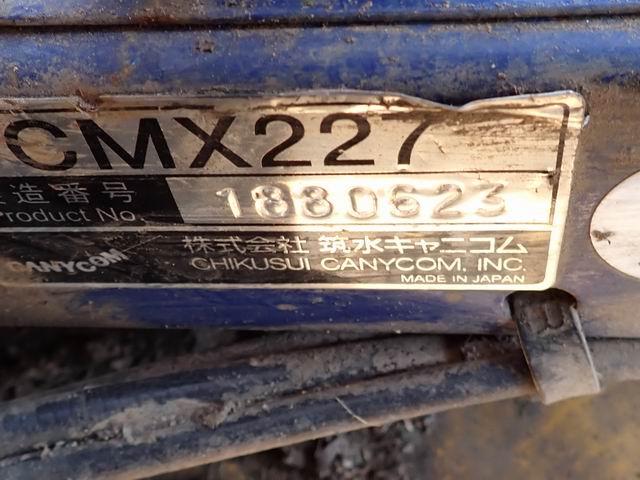 CMX227
製造番号 1880623
Product No.
CANYCOM 株式会社 筑水キャニコム
CHIKUSUI CANYCOM, INC.
MADE IN JAPAN